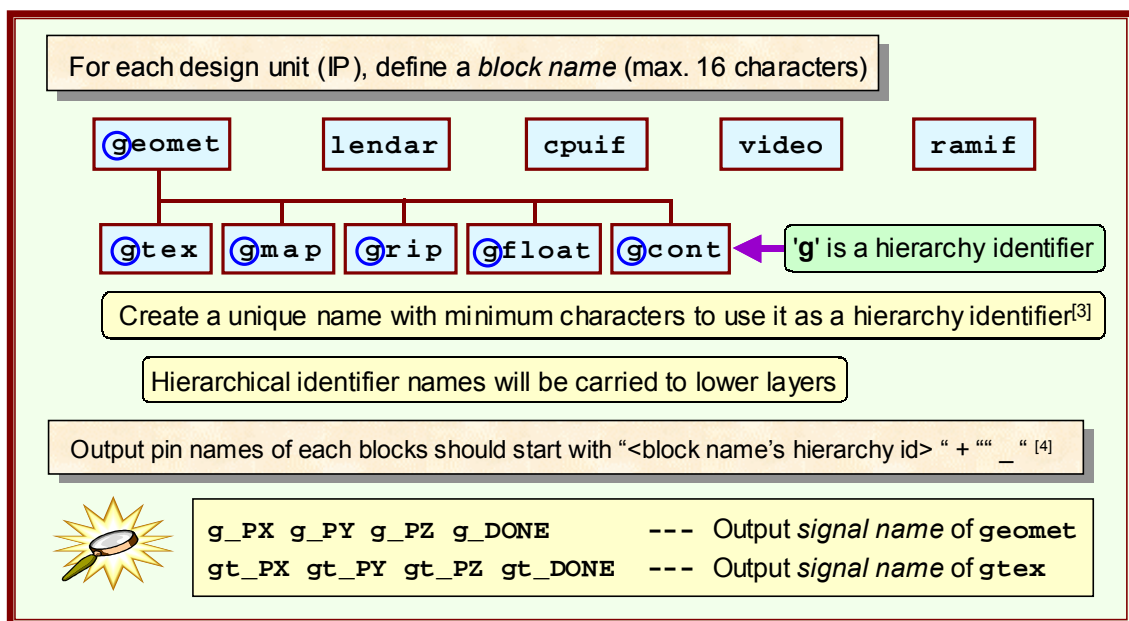 For each design unit (IP), define a block name (max. 16 characters)
geomet lendar cpuif video ramif
gtex gmap grip gfloat gcont 'g' is a hierarchy identifier
Create a unique name with minimum characters to use it as a hierarchy identifier[3]
Hierarchical identifier names will be carried to lower layers
Output pin names of each blocks should start with “<block name’s hierarchy id> “ + ““ _ “ [4]
g_PX g_PY g_PZ g_DONE --- Output signal name of geomet
gt_PX gt_PY gt_PZ gt_DONE --- Output signal name of gtex